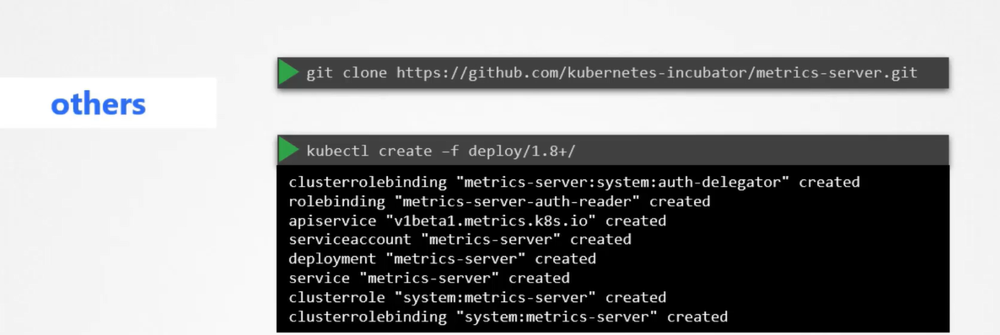 others
git clone https://github.com/kubernetes-incubator/metrics-server.git
kubectl create –f deploy/1.8+/
clusterrolebinding "metrics-server:system:auth-delegator" created
rolebinding "metrics-server-auth-reader" created
apiservice "v1beta1.metrics.k8s.io" created
serviceaccount "metrics-server" created
deployment "metrics-server" created
service "metrics-server" created
clusterrole "system:metrics-server" created
clusterrolebinding "system:metrics-server" created